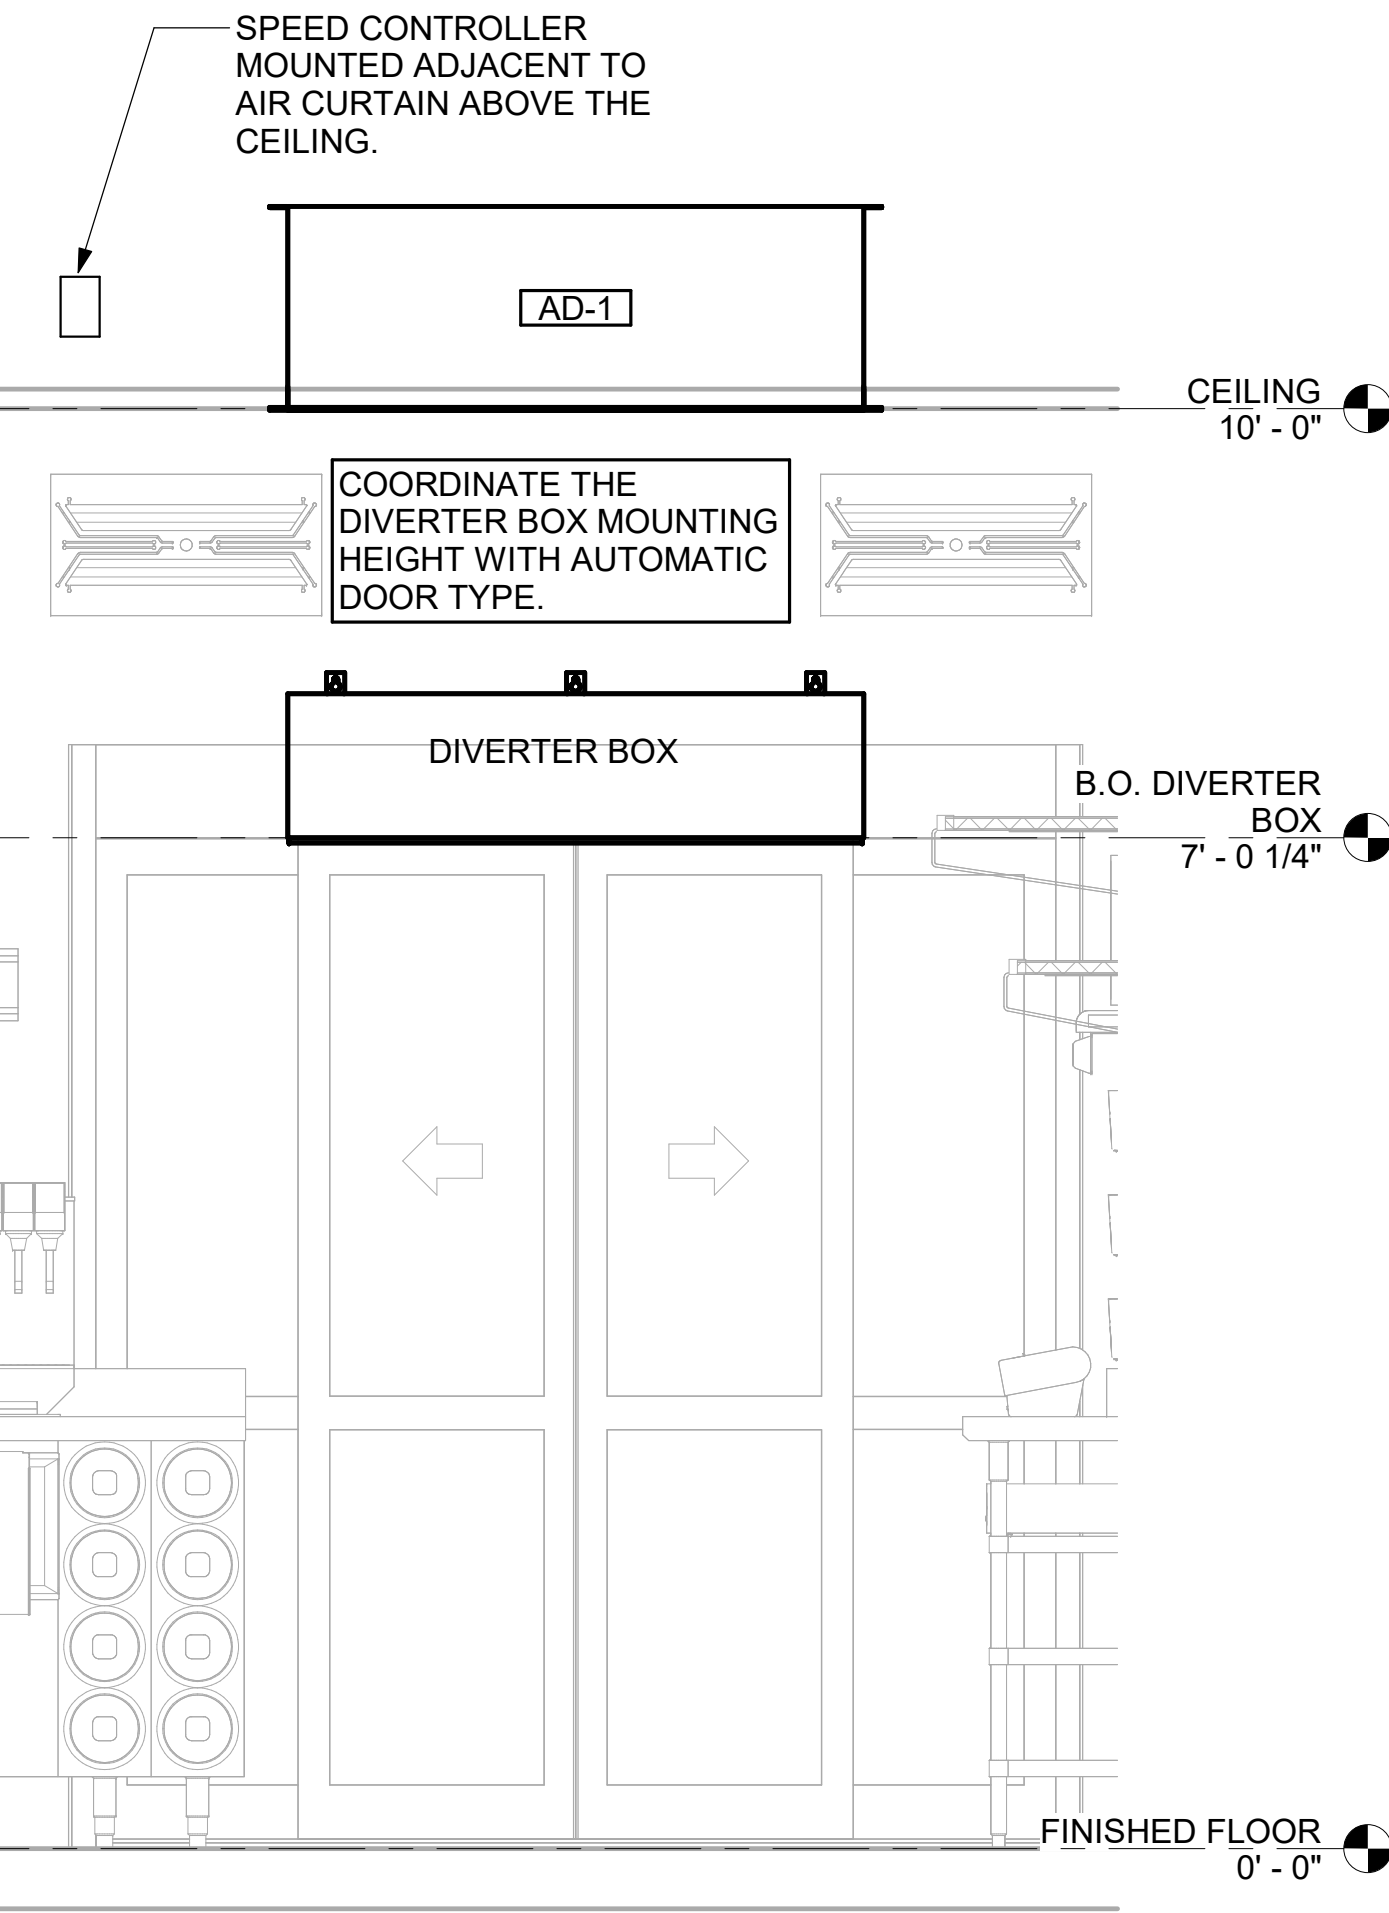 SPEED CONTROLLER
MOUNTED ADJACENT TO
AIR CURTAIN ABOVE THE
CEILING.
AD-1
CEILING
10' - 0"
COORDINATE THE
DIVERTER BOX MOUNTING
HEIGHT WITH AUTOMATIC
DOOR TYPE.
DIVERTER BOX
B.O. DIVERTER
BOX
7' - 0 1/4"
FINISHED FLOOR
0' - 0"